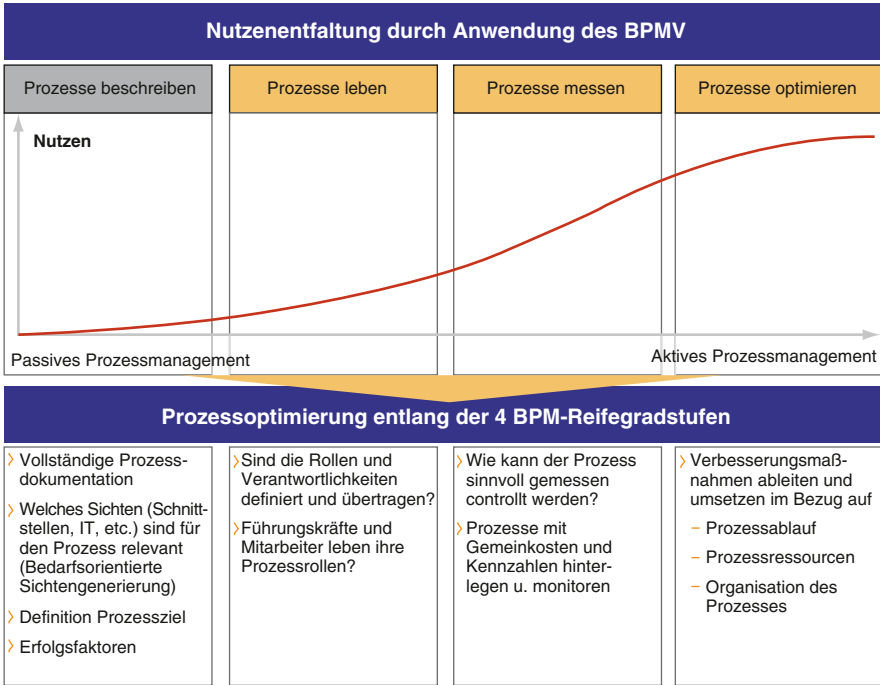 Nutzenentfaltung durch Anwendung des BPMV
Prozesse beschreiben
Prozesse leben
Prozesse messen
Prozesse optimieren
Nutzen
Passives Prozessmanagement
Aktives Prozessmanagement
Prozessoptimierung entlang der 4 BPM-Reifegradstufen
Vollständige Prozess-
dokumentation
Welches Sichten (Schnitt-
stellen, IT, etc.) sind für
den Prozess relevant
(Bedarfsorientierte
Sichtengenerierung)
Definition Prozessziel
Erfolgsfaktoren
Sind die Rollen und
Verantwortlichkeiten
definiert und übertragen?
Führungskräfte und
Mitarbeiter leben ihre
Prozessrollen?
Wie kann der Prozess
sinnvoll gemessen
controllt werden?
Prozesse mit
Gemeinkosten und
Kennzahlen hinter-
legen u. monitoren
Verbesserungsmaß-
nahmen ableiten und
umsetzen im Bezug auf
– Prozessablauf
– Prozessressourcen
– Organisation des
Prozesses